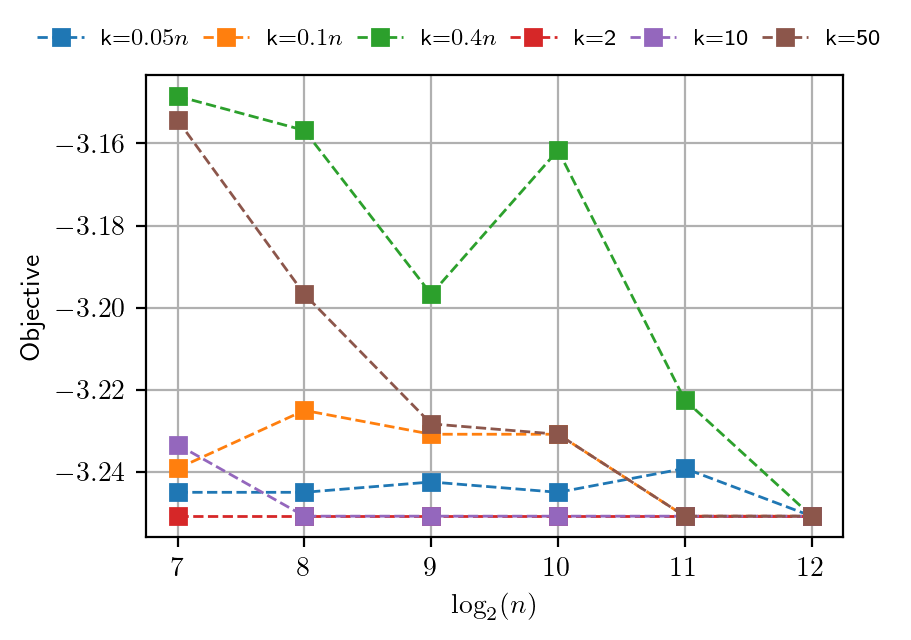 k=0.05n k=0.1n k=0.4n k=2 k=10 k=50
−3.16
−3.18
−3.20
−3.22
−3.24
Objective
7 8 9 10 11 12
log₂(n)